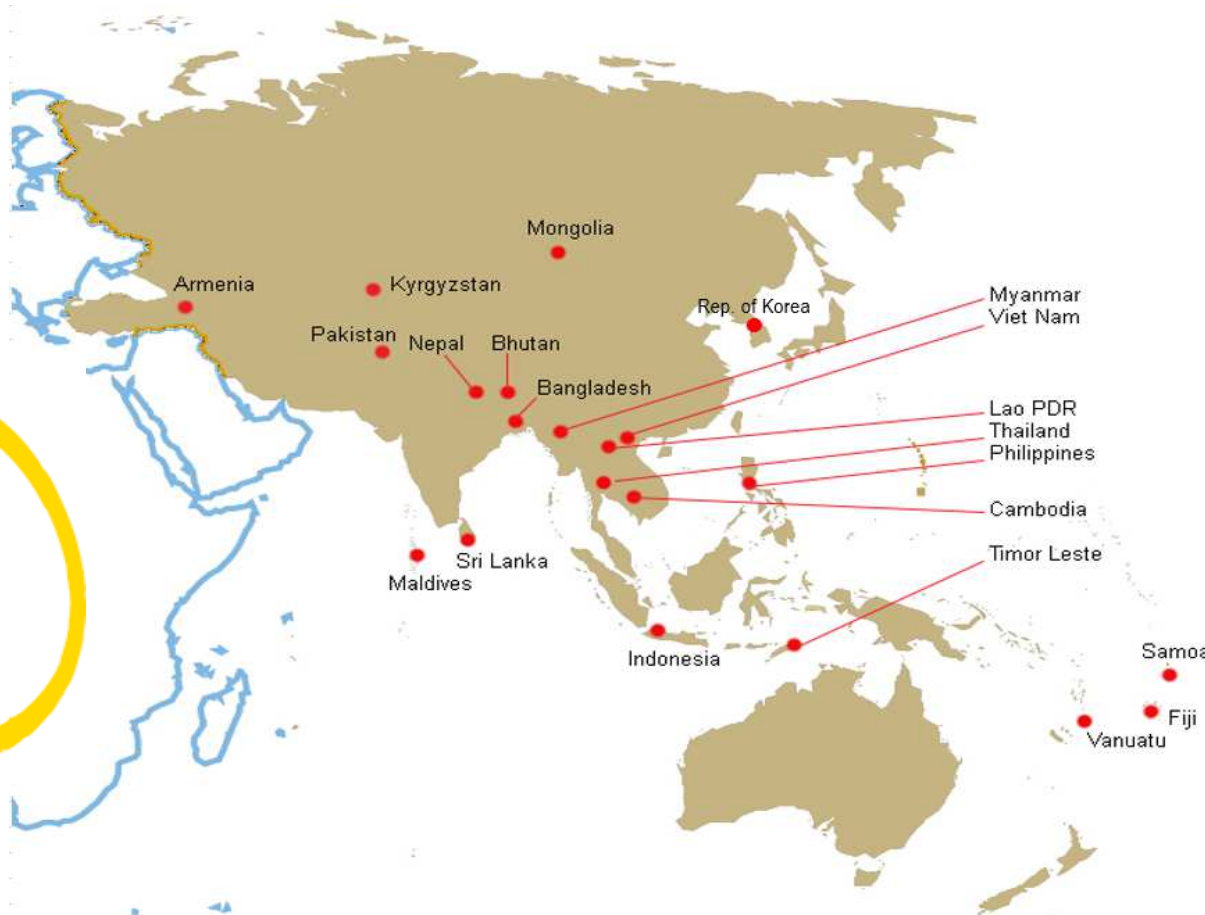 Mongolia
Armenia
Kyrgyzstan
Myanmar
Rep. of Korea
Viet Nam
Pakistan
Nepal
Bhutan
Bangladesh
Lao PDR
Thailand
Philippines
Cambodia
Sri Lanka
Timor Leste
Maldives
Indonesia
Samoa
Fiji
Vanuatu